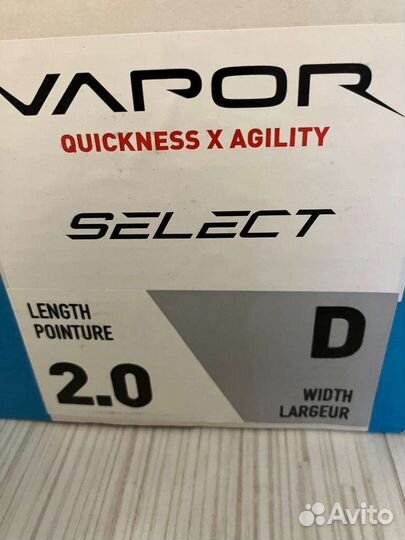 VAPOR
QUICKNESS X AGILITY
SELECT
LENGTH
POINTURE
2.0
D
WIDTH
LARGEUR
Avito